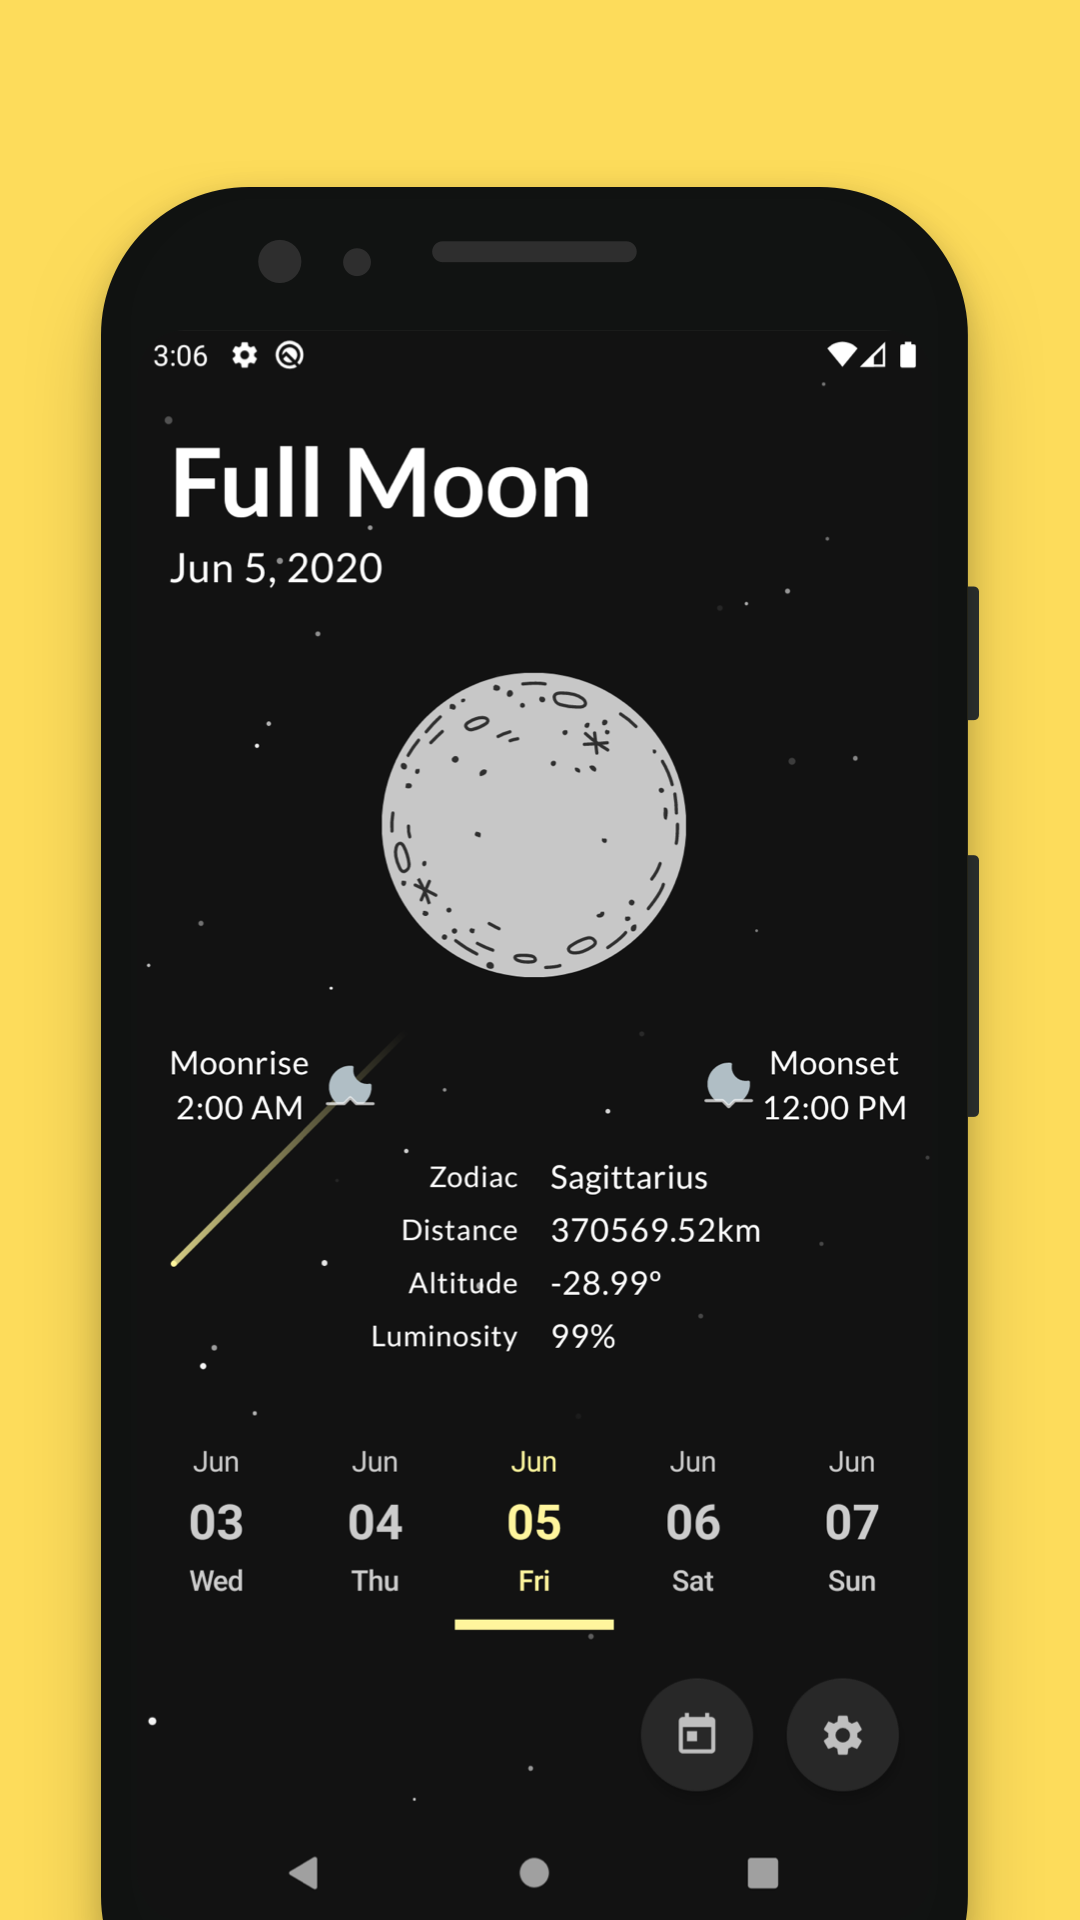 3:06
Full Moon
Jun 5, 2020
Moonrise
2:00 AM
Moonset
12:00 PM
Zodiac Sagittarius
Distance 370569.52km
Altitude -28.99º
Luminosity 99%
Jun Jun Jun Jun Jun
03 04 05 06 07
Wed Thu Fri Sat Sun